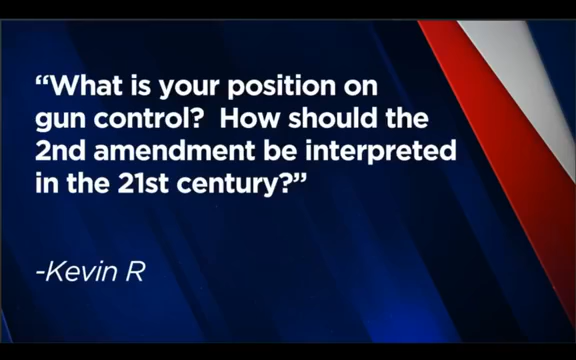 “What is your position on
gun control?  How should the
2nd amendment be interpreted
in the 21st century?”
-Kevin R